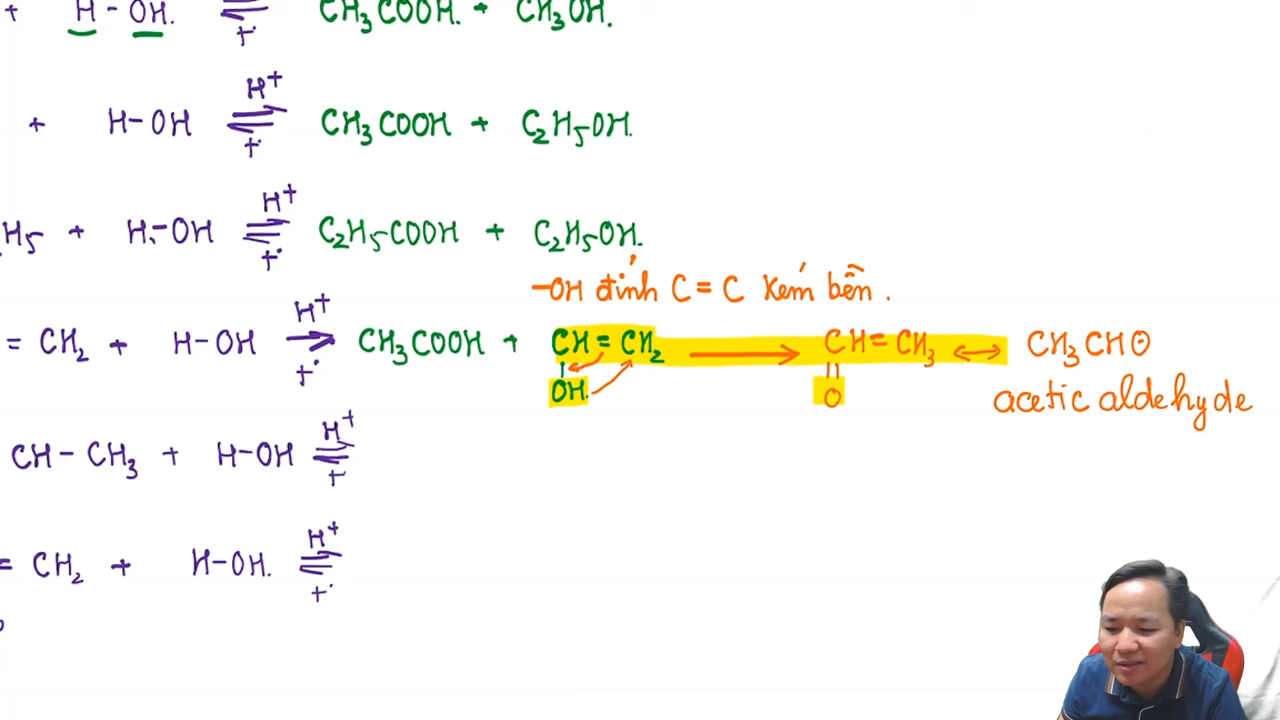 + H-OH. ⇌ CH₃COOH. + CH₃OH.
t°
H⁺
+ H-OH ⇌ CH₃COOH + C₂H₅OH.
t°
H⁺
H₅ + H-OH ⇌ C₂H₅COOH + C₂H₅OH.
t°
-OH đính C=C kém bền.
H⁺
= CH₂ + H-OH → CH₃COOH + CH=CH₂ → CH=CH₃ ↔ CH₃CHO
t°
OH. O
acetic aldehyde
H⁺
CH-CH₃ + H-OH ⇌
t°
H⁺
= CH₂ + H-OH. ⇌
t°